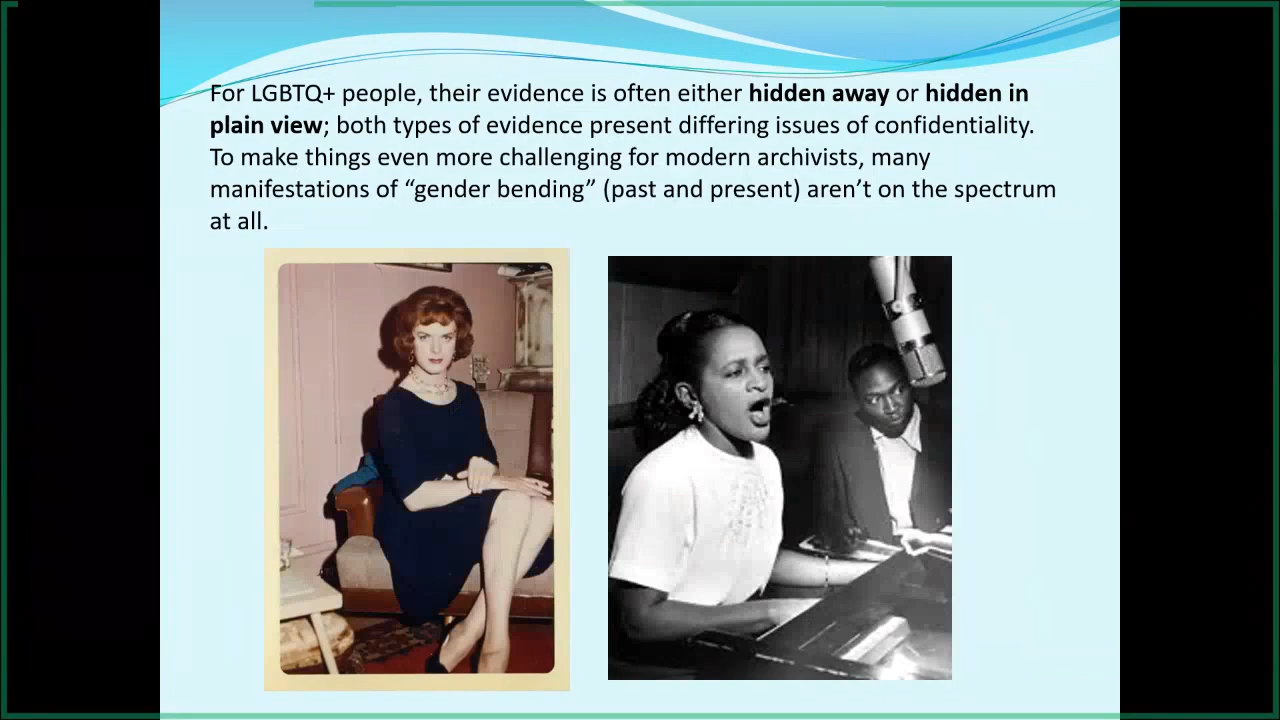 For LGBTQ+ people, their evidence is often either hidden away or hidden in
plain view; both types of evidence present differing issues of confidentiality.
To make things even more challenging for modern archivists, many
manifestations of “gender bending” (past and present) aren’t on the spectrum
at all.